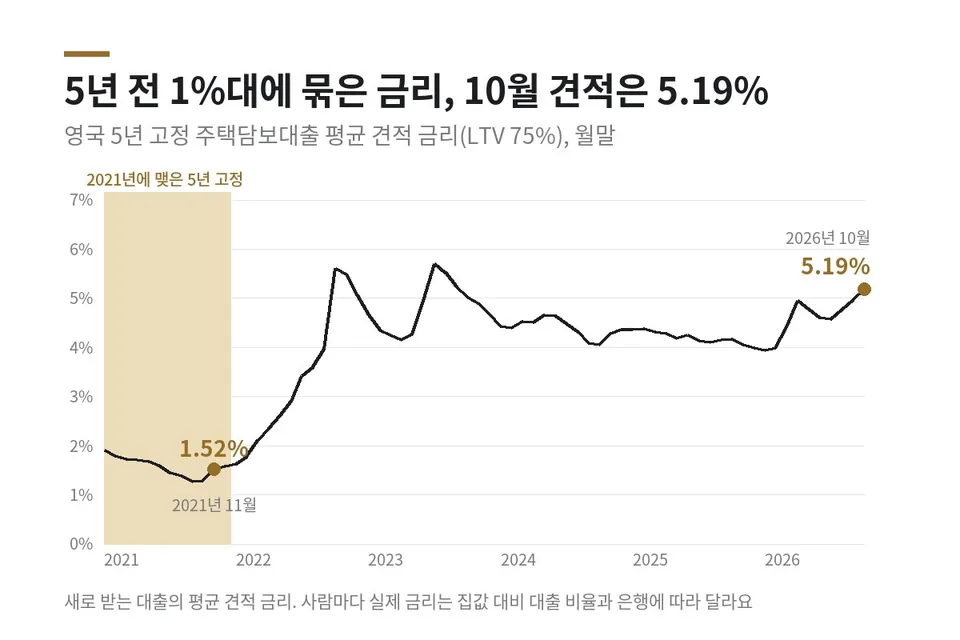 5년 전 1%대에 묶은 금리, 10월 견적은 5.19%
영국 5년 고정 주택담보대출 평균 견적 금리(LTV 75%), 월말
2021년에 맺은 5년 고정
7%
6%
5%
4%
3%
2%
1%
0%
2026년 10월
5.19%
1.52%
2021년 11월
2021
2022
2023
2024
2025
2026
새로 받는 대출의 평균 견적 금리. 사람마다 실제 금리는 집값 대비 대출 비율과 은행에 따라 달라요